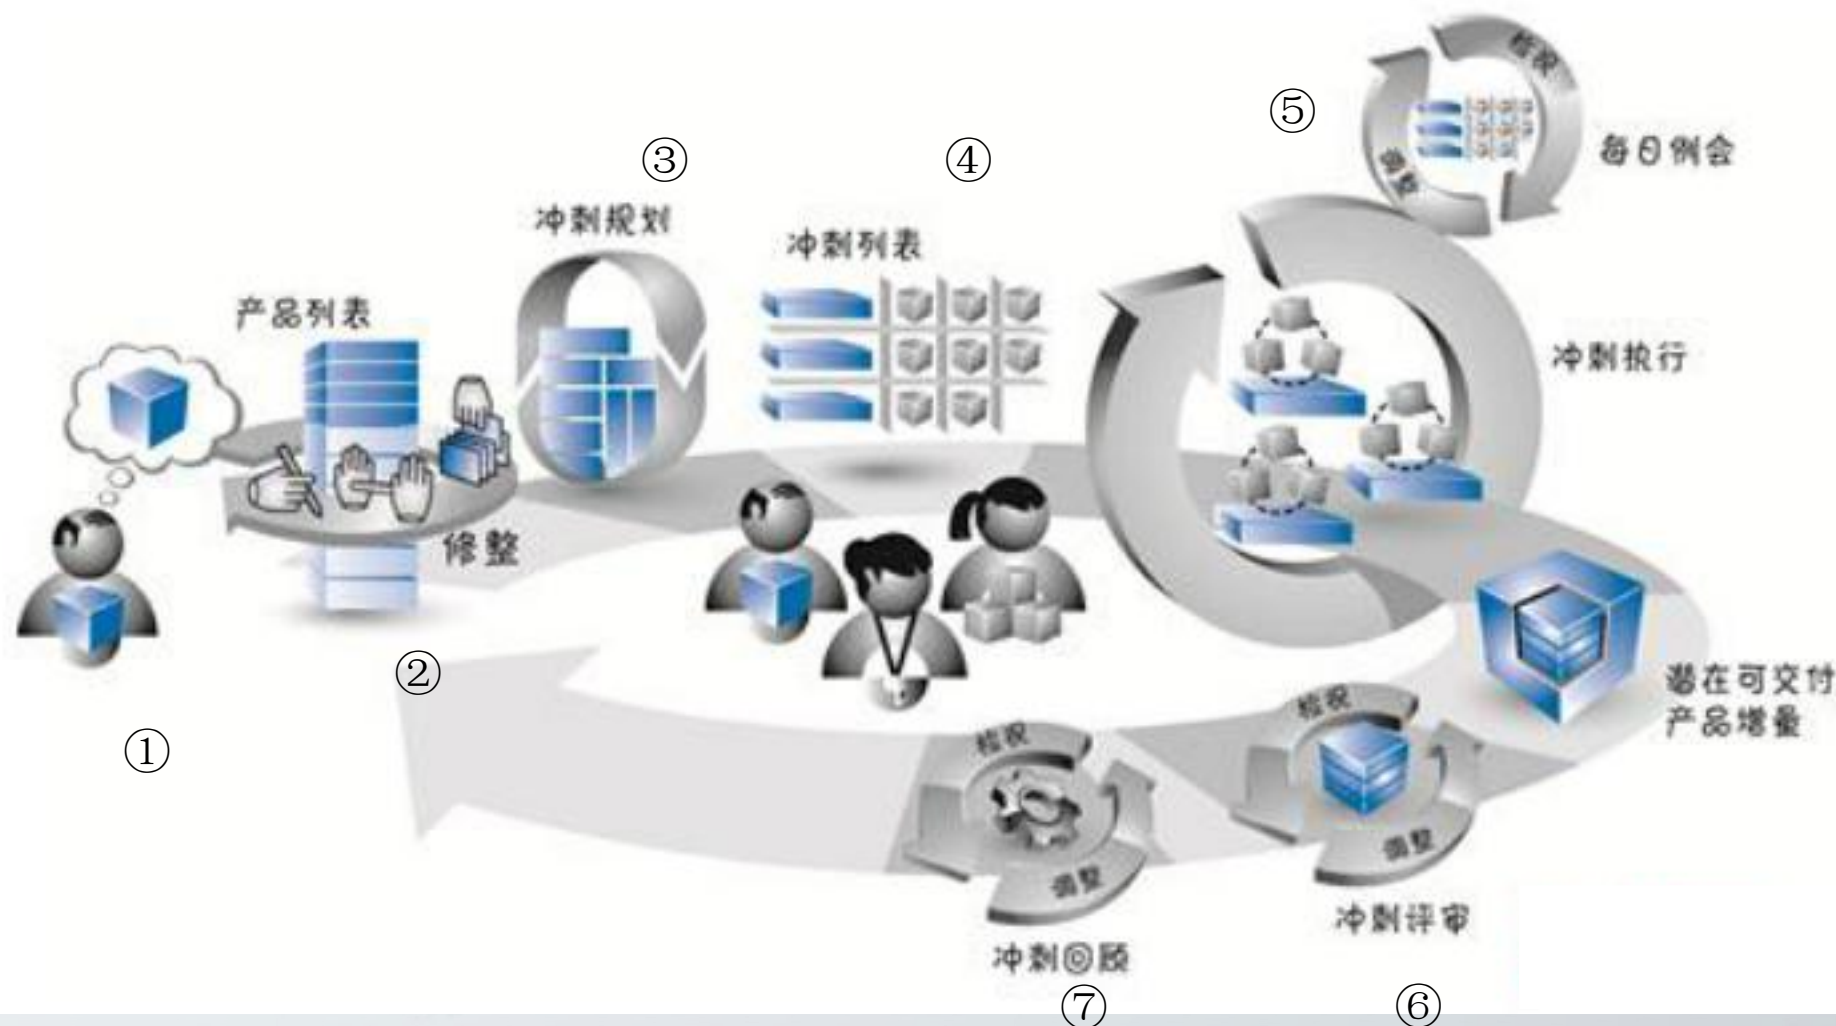 检视
⑤
每日例会
调整
③
④
冲刺规划
冲刺列表
产品列表
冲刺执行
修整
②
潜在可交付
产品增量
①
检视
检视
调整
调整
冲刺评审
冲刺回顾
⑦
⑥